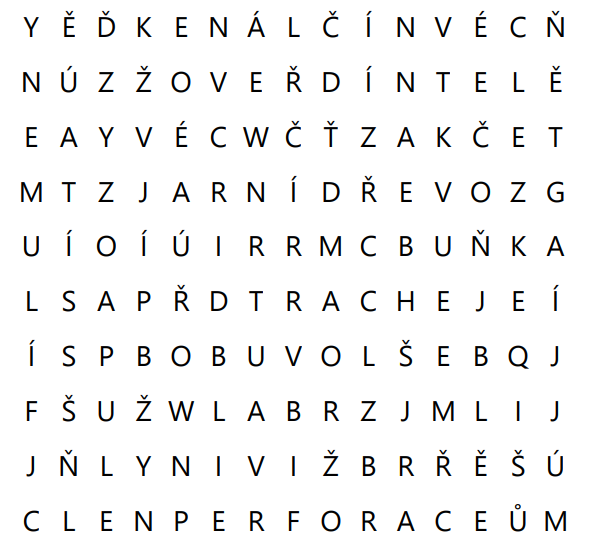 Y Ě Ď K E N Á L Č Í N V É C Ň
N Ú Z Ž O V E Ř D Í N T E L Ě
E A Y V É C W Č Ť Z A K Č E T
M T Z J A R N Í D Ř E V O Z G
U Í O Í Ú I R R M C B U Ň K A
L S A P Ř D T R A C H E J E Í
Í S P B O B U V O L Š E B Q J
F Š U Ž W L A B R Z J M L I J
J Ň L Y N I V I Ž B R Ř Ě Š Ú
C L E N P E R F O R A C E Ů M